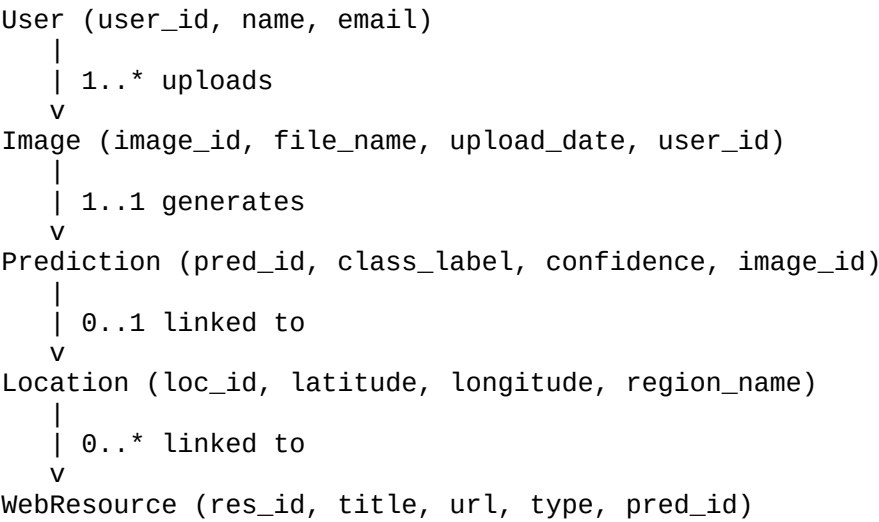 User (user_id, name, email)
|
| 1..* uploads
v
Image (image_id, file_name, upload_date, user_id)
|
| 1..1 generates
v
Prediction (pred_id, class_label, confidence, image_id)
|
| 0..1 linked to
v
Location (loc_id, latitude, longitude, region_name)
|
| 0..* linked to
v
WebResource (res_id, title, url, type, pred_id)